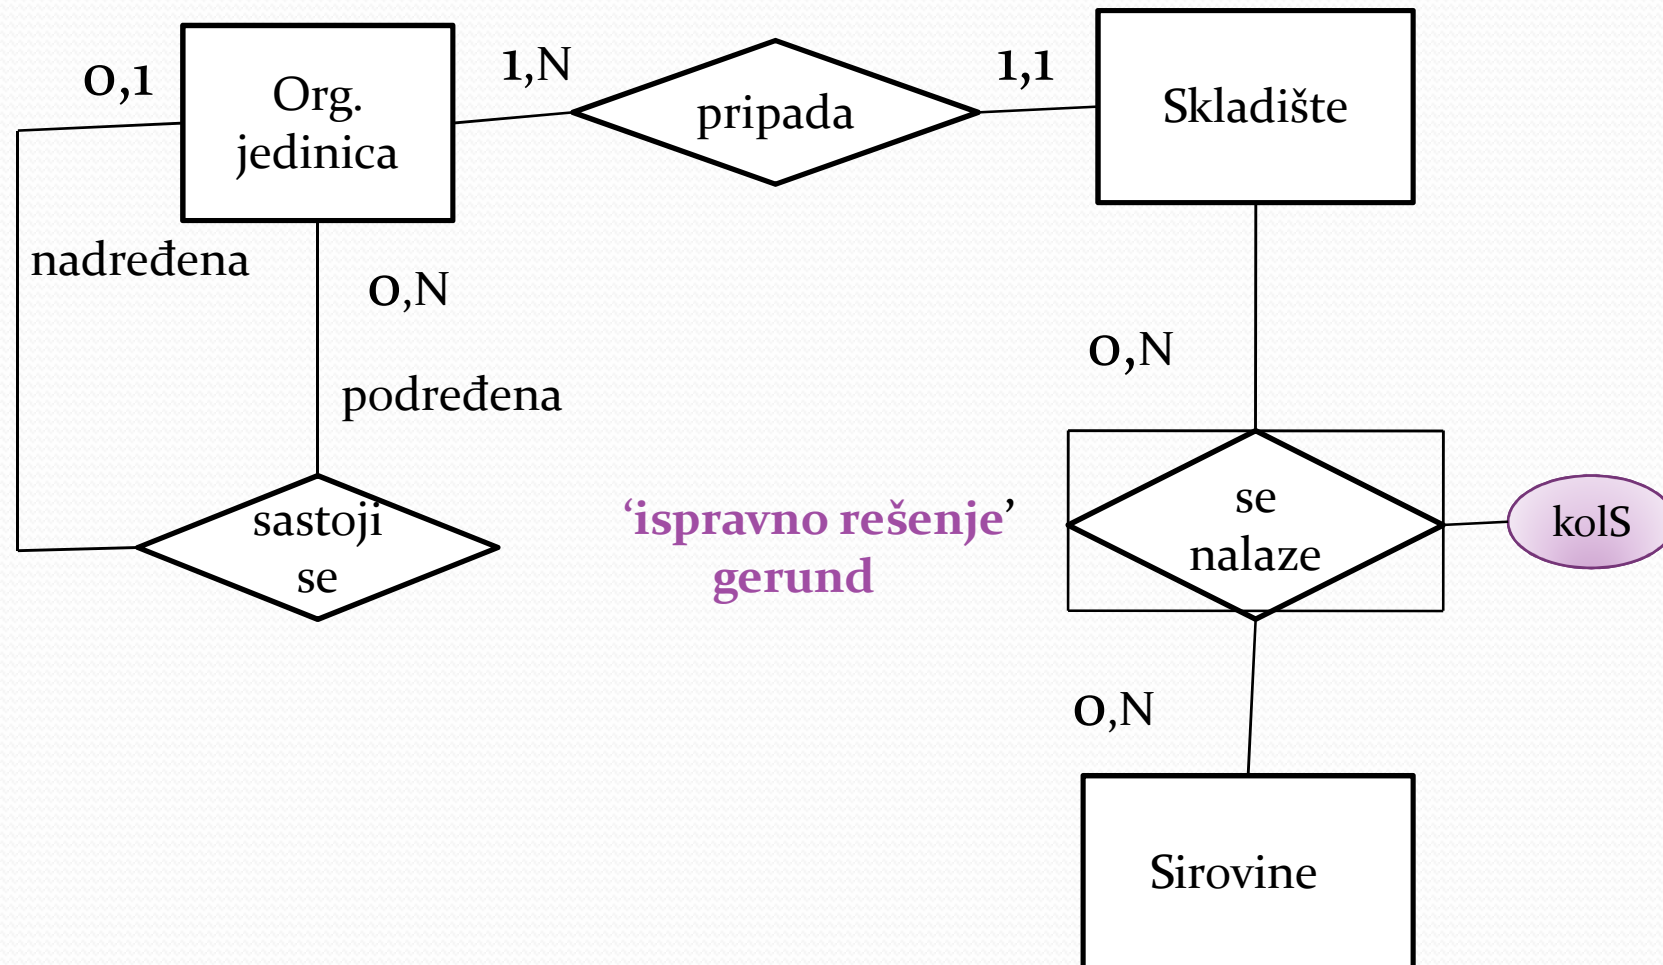 0,1
Org.
jedinica
1,N
pripada
1,1
Skladište
nadređena
0,N
podređena
sastoji
se
‘ispravno rešenje’
gerund
0,N
se
nalaze
kolS
0,N
Sirovine